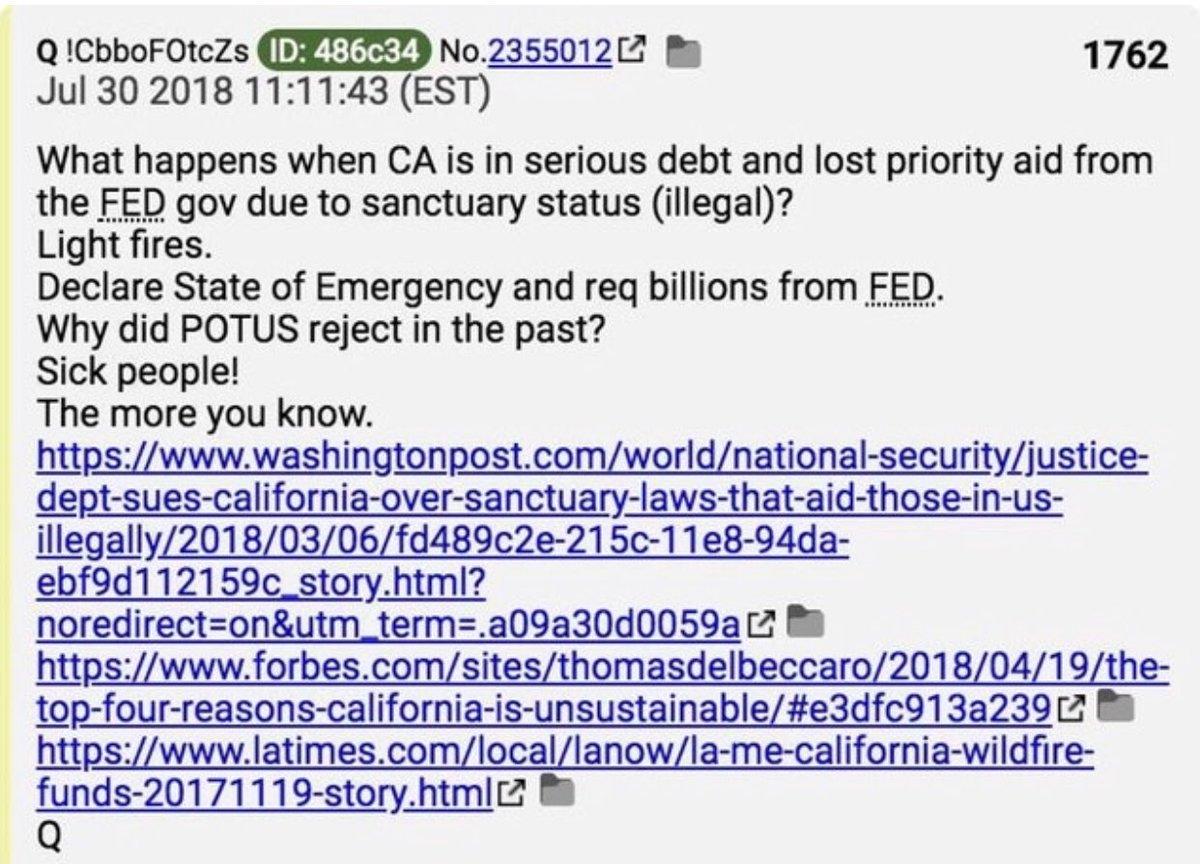 Q !CbboFOtcZs ID: 486c34 No.2355012 1762
Jul 30 2018 11:11:43 (EST)
What happens when CA is in serious debt and lost priority aid from
the FED gov due to sanctuary status (illegal)?
Light fires.
Declare State of Emergency and req billions from FED.
Why did POTUS reject in the past?
Sick people!
The more you know.
https://www.washingtonpost.com/world/national-security/justice-
dept-sues-california-over-sanctuary-laws-that-aid-those-in-us-
illegally/2018/03/06/fd489c2e-215c-11e8-94da-
ebf9d112159c_story.html?
noredirect=on&utm_term=.a09a30d0059a
https://www.forbes.com/sites/thomasdelbeccaro/2018/04/19/the-
top-four-reasons-california-is-unsustainable/#e3dfc913a239
https://www.latimes.com/local/lanow/la-me-california-wildfire-
funds-20171119-story.html
Q